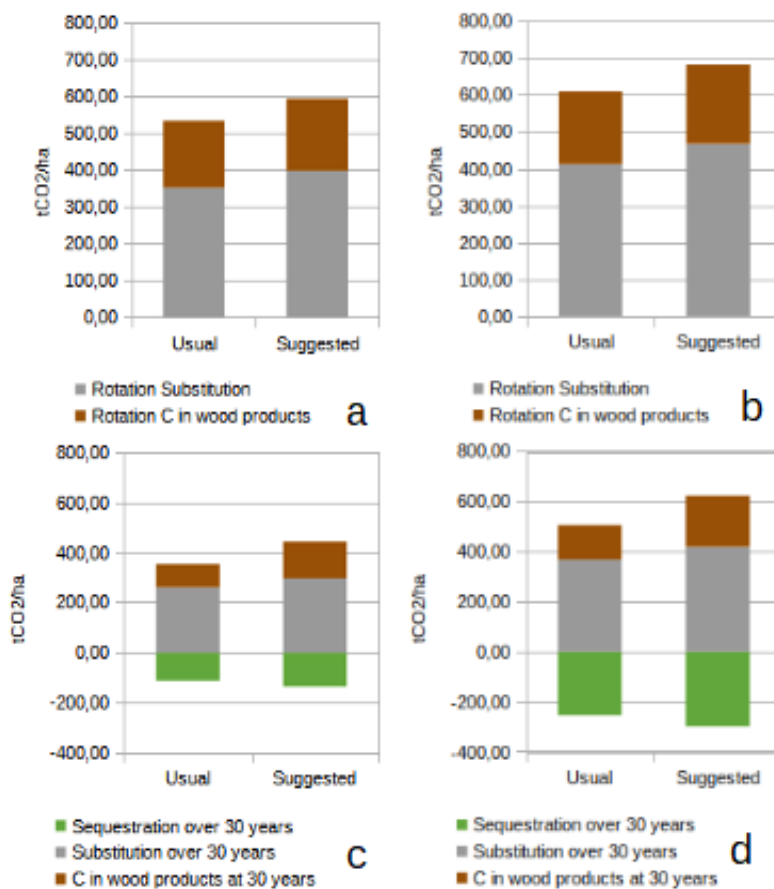 800,00
700,00
600,00
500,00
400,00
300,00
200,00
100,00
0,00
tCO2/ha
Usual Suggested
Rotation Substitution
Rotation C in wood products
a
800,00
700,00
600,00
500,00
400,00
300,00
200,00
100,00
0,00
tCO2/ha
Usual Suggested
Rotation Substitution
Rotation C in wood products
b
800,00
600,00
400,00
200,00
0,00
-200,00
-400,00
tCO2/ha
Usual Suggested
Sequestration over 30 years
Substitution over 30 years
C in wood products at 30 years
c
800,00
600,00
400,00
200,00
0,00
-200,00
-400,00
tCO2/ha
Usual Suggested
Sequestration over 30 years
Substitution over 30 years
C in wood products at 30 years
d